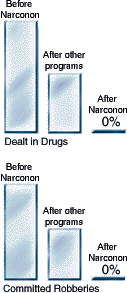 Before
Narconon
After other
programs
After
Narconon
0%
Dealt in Drugs
Before
Narconon
After other
programs
After
Narconon
0%
Committed Robberies